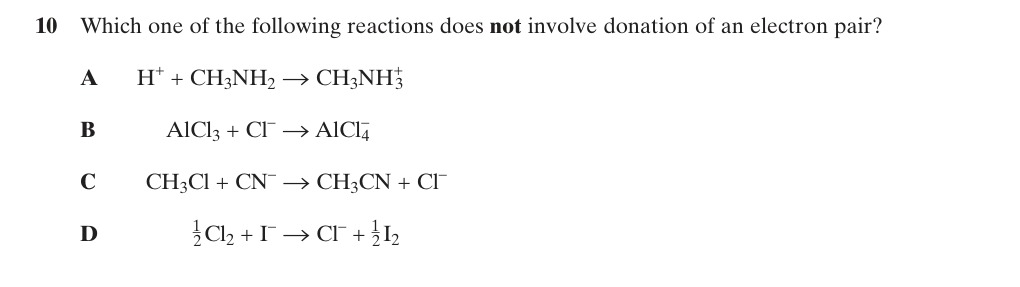 10 Which one of the following reactions does not involve donation of an electron pair?
A H⁺ + CH₃NH₂ ⟶ CH₃NH₃⁺
B AlCl₃ + Cl⁻ ⟶ AlCl₄⁻
C CH₃Cl + CN⁻ ⟶ CH₃CN + Cl⁻
D ½Cl₂ + I⁻ ⟶ Cl⁻ + ½I₂